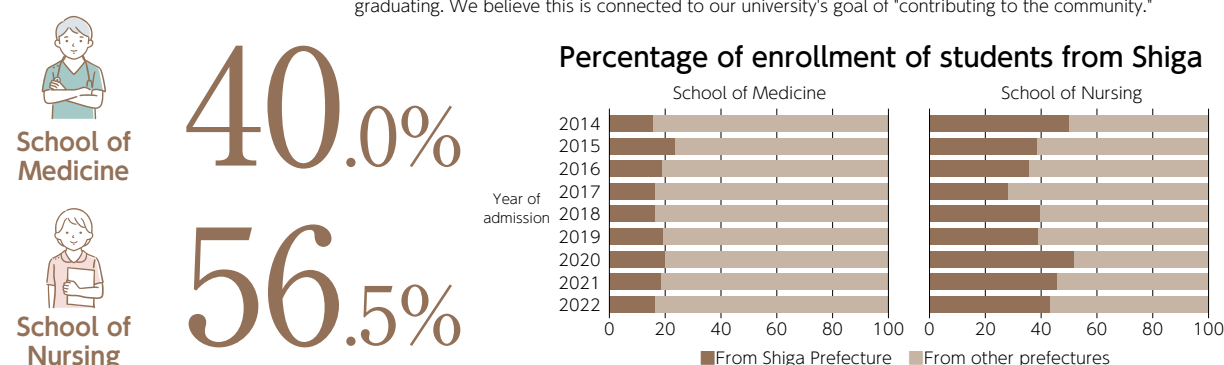 graduating. We believe this is connected to our university's goal of "contributing to the community."
School of
Medicine
40.0%
School of
Nursing
56.5%
Percentage of enrollment of students from Shiga
School of Medicine
School of Nursing
Year of
admission
2014
2015
2016
2017
2018
2019
2020
2021
2022
0 20 40 60 80 100
0 20 40 60 80 100
From Shiga Prefecture From other prefectures